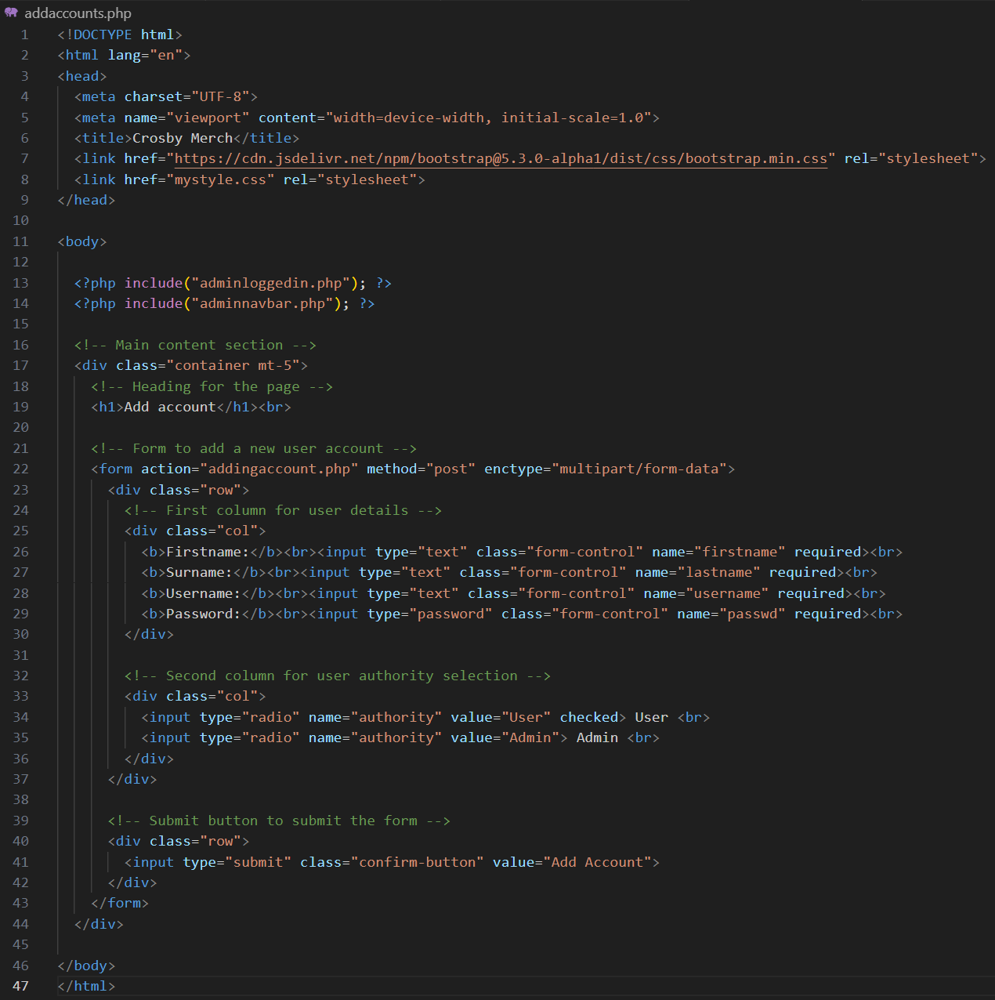 addaccounts.php
1 <!DOCTYPE html>
2 <html lang="en">
3 <head>
4   <meta charset="UTF-8">
5   <meta name="viewport" content="width=device-width, initial-scale=1.0">
6   <title>Crosby Merch</title>
7   <link href="https://cdn.jsdelivr.net/npm/bootstrap@5.3.0-alpha1/dist/css/bootstrap.min.css" rel="stylesheet">
8   <link href="mystyle.css" rel="stylesheet">
9 </head>
10
11 <body>
12
13   <?php include("adminloggedin.php"); ?>
14   <?php include("adminnavbar.php"); ?>
15
16   <!-- Main content section -->
17   <div class="container mt-5">
18     <!-- Heading for the page -->
19     <h1>Add account</h1><br>
20
21     <!-- Form to add a new user account -->
22     <form action="addingaccount.php" method="post" enctype="multipart/form-data">
23       <div class="row">
24         <!-- First column for user details -->
25         <div class="col">
26           <b>Firstname:</b><br><input type="text" class="form-control" name="firstname" required><br>
27           <b>Surname:</b><br><input type="text" class="form-control" name="lastname" required><br>
28           <b>Username:</b><br><input type="text" class="form-control" name="username" required><br>
29           <b>Password:</b><br><input type="password" class="form-control" name="passwd" required><br>
30         </div>
31
32         <!-- Second column for user authority selection -->
33         <div class="col">
34           <input type="radio" name="authority" value="User" checked> User <br>
35           <input type="radio" name="authority" value="Admin"> Admin <br>
36         </div>
37       </div>
38
39       <!-- Submit button to submit the form -->
40       <div class="row">
41         <input type="submit" class="confirm-button" value="Add Account">
42       </div>
43     </form>
44   </div>
45
46 </body>
47 </html>